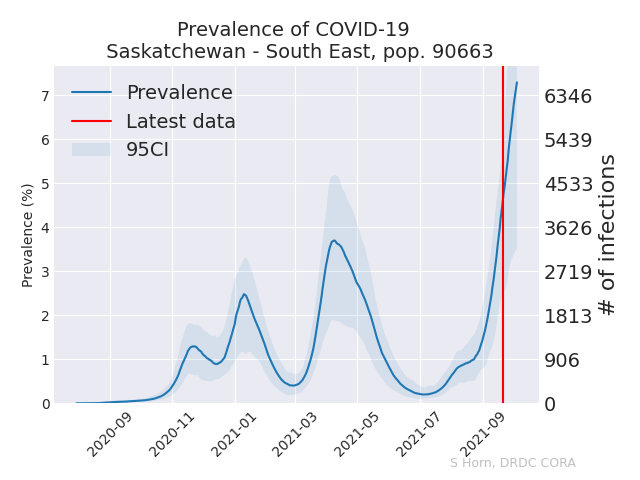 Prevalence of COVID-19
Saskatchewan - South East, pop. 90663
Prevalence
Latest data
95CI
Prevalence (%)
7
6
5
4
3
2
1
0
6346
5439
4533
3626
2719
1813
906
0
# of infections
2020-09
2020-11
2021-01
2021-03
2021-05
2021-07
2021-09
S Horn, DRDC CORA